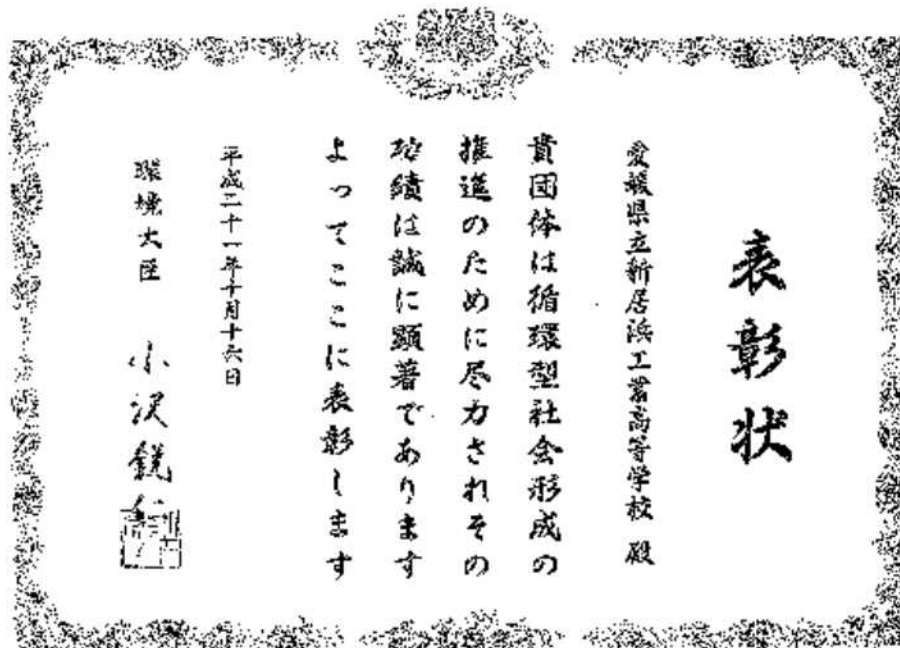 表彰状
愛媛県立新居浜工業高等学校 殿
貴団体は循環型社会形成の
推進のために尽力されその
功績は誠に顕著であります
よってここに表彰します
平成二十一年十月十六日
環境大臣 小沢鋭仁